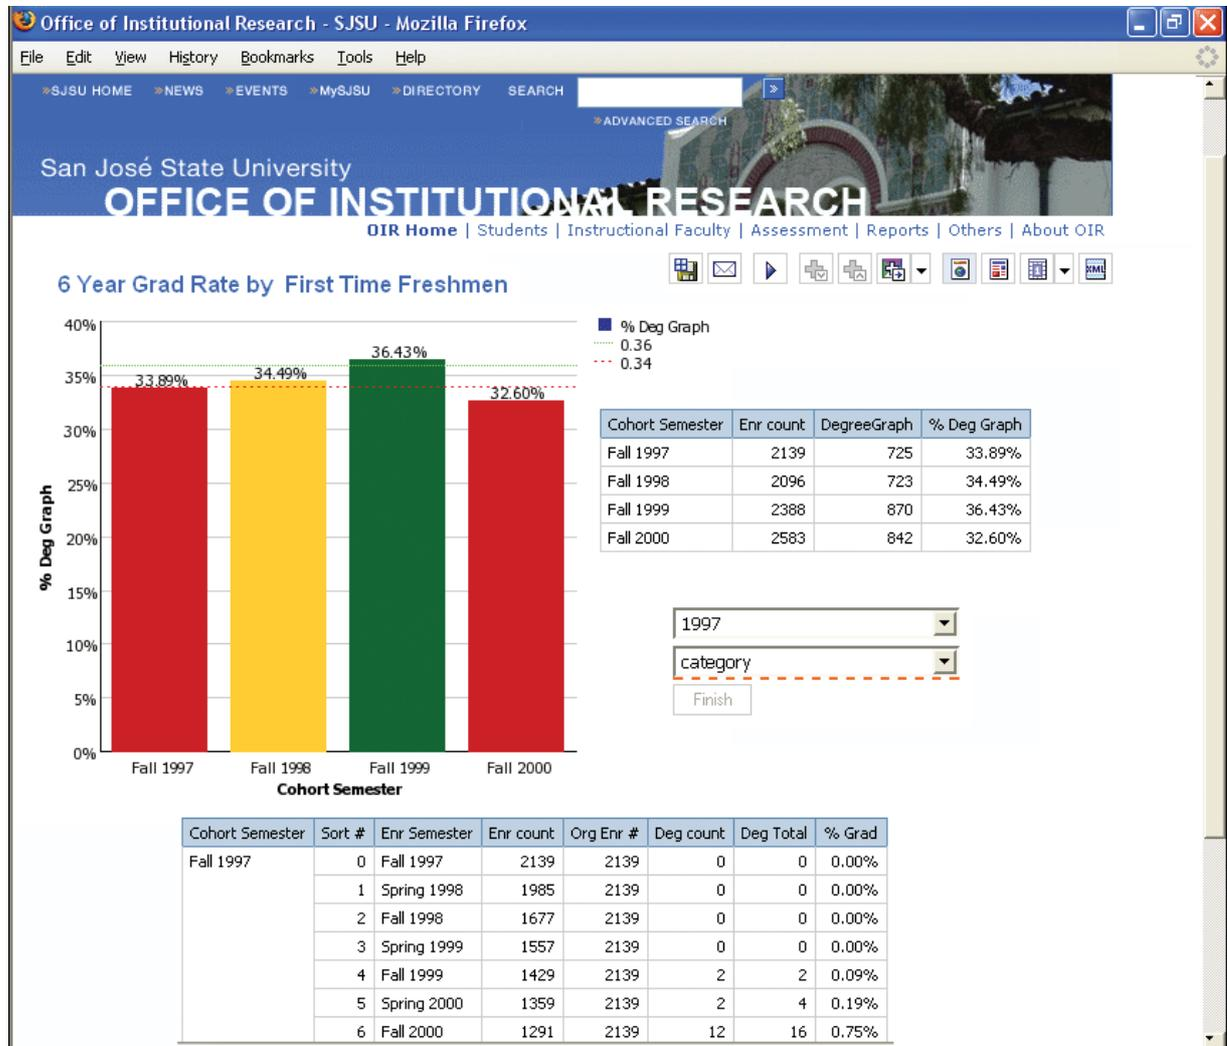 Office of Institutional Research - SJSU - Mozilla Firefox
File Edit View History Bookmarks Tools Help
»SJSU HOME »NEWS »EVENTS »MySJSU »DIRECTORY SEARCH »
»ADVANCED SEARCH
San José State University
OFFICE OF INSTITUTIONAL RESEARCH
OIR Home | Students | Instructional Faculty | Assessment | Reports | Others | About OIR
XML
6 Year Grad Rate by First Time Freshmen
% Deg Graph
0.36
0.34
40%
35%
30%
25%
20%
15%
10%
5%
0%
% Deg Graph
33.89%
34.49%
36.43%
32.60%
Fall 1997 Fall 1998 Fall 1999 Fall 2000
Cohort Semester
Cohort Semester Enr count DegreeGraph % Deg Graph
Fall 1997 2139 725 33.89%
Fall 1998 2096 723 34.49%
Fall 1999 2388 870 36.43%
Fall 2000 2583 842 32.60%
1997
category
Finish
Cohort Semester Sort # Enr Semester Enr count Org Enr # Deg count Deg Total % Grad
Fall 1997 0 Fall 1997 2139 2139 0 0 0.00%
1 Spring 1998 1985 2139 0 0 0.00%
2 Fall 1998 1677 2139 0 0 0.00%
3 Spring 1999 1557 2139 0 0 0.00%
4 Fall 1999 1429 2139 2 2 0.09%
5 Spring 2000 1359 2139 2 4 0.19%
6 Fall 2000 1291 2139 12 16 0.75%